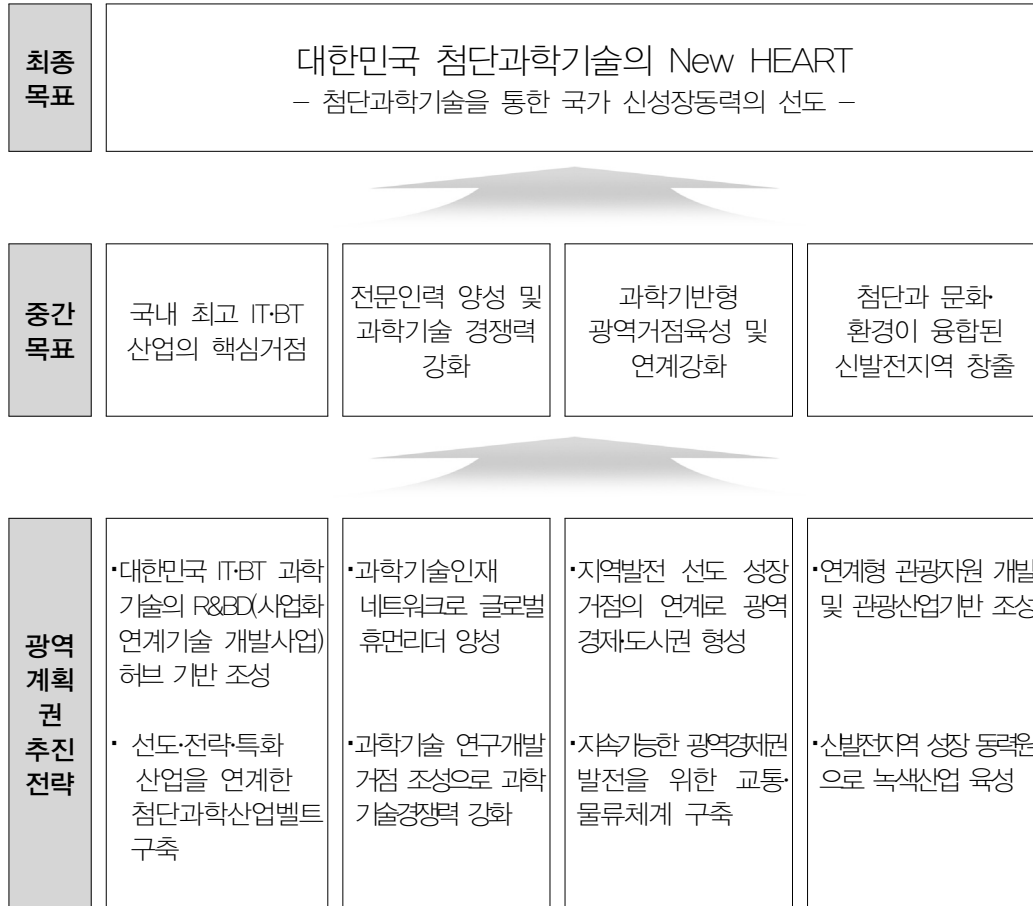 최종
목표
대한민국 첨단과학기술의 New HEART
– 첨단과학기술을 통한 국가 신성장동력의 선도 –
중간
목표
국내 최고 IT·BT
산업의 핵심거점
전문인력 양성 및
과학기술 경쟁력
강화
과학기반형
광역거점육성 및
연계강화
첨단과 문화·
환경이 융합된
신발전지역 창출
광역
계획
권
추진
전략
·대한민국 IT·BT 과학
기술의 R&BD(사업화
연계기술 개발사업)
허브 기반 조성
· 선도·전략·특화
산업을 연계한
첨단과학산업벨트
구축
·과학기술인재
네트워크로 글로벌
휴먼리더 양성
·과학기술 연구개발
거점 조성으로 과학
기술경쟁력 강화
·지역발전 선도 성장
거점의 연계로 광역
경제·도시권 형성
·지속가능한 광역경제권
발전을 위한 교통·
물류체계 구축
·연계형 관광자원 개발
및 관광산업기반 조성
·신발전지역 성장 동력원
으로 녹색산업 육성